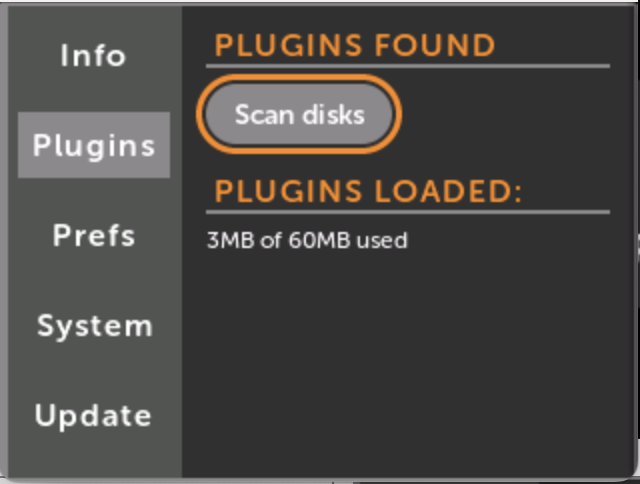 Info
Plugins
Prefs
System
Update
PLUGINS FOUND
Scan disks
PLUGINS LOADED:
3MB of 60MB used